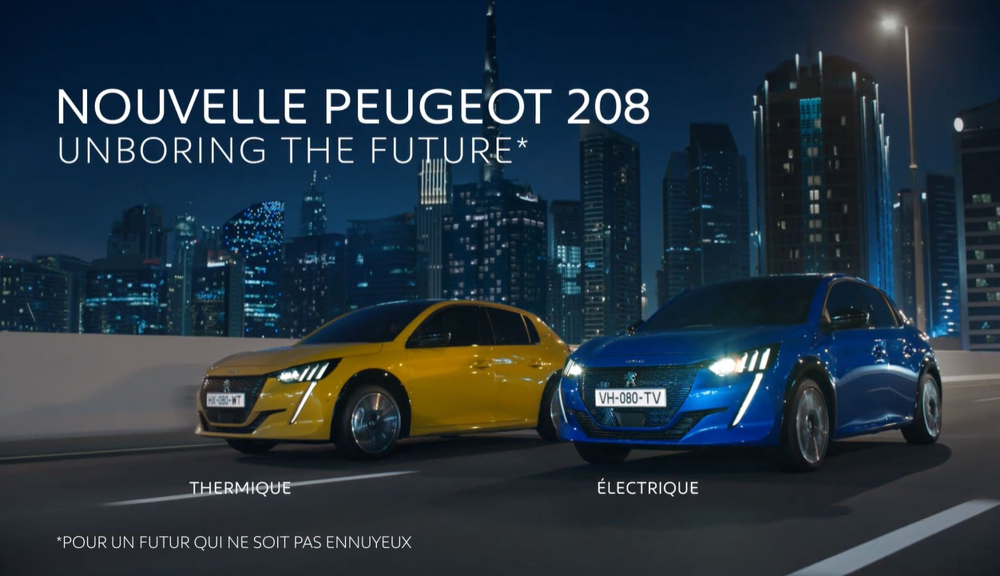 NOUVELLE PEUGEOT 208
UNBORING THE FUTURE*
HX-080-WT
VH-080-TV
THERMIQUE
ÉLECTRIQUE
*POUR UN FUTUR QUI NE SOIT PAS ENNUYEUX